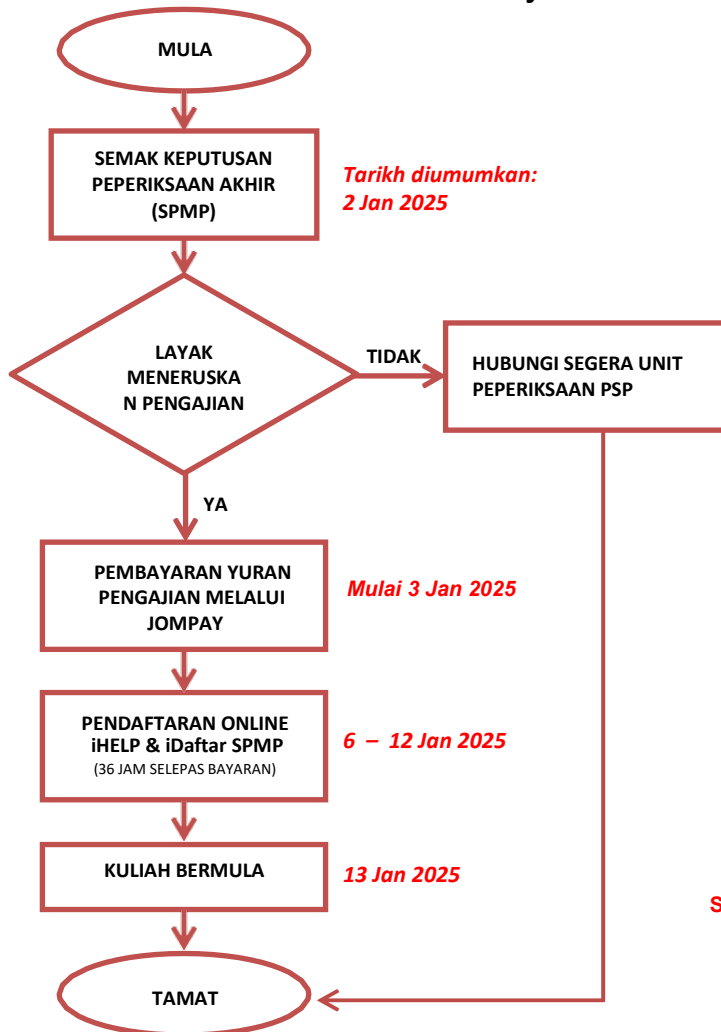 MULA
SEMAK KEPUTUSAN
PEPERIKSAAN AKHIR
(SPMP)
Tarikh diumumkan:
2 Jan 2025
LAYAK
MENERUSKA
N PENGAJIAN
TIDAK
HUBUNGI SEGERA UNIT
PEPERIKSAAN PSP
YA
PEMBAYARAN YURAN
PENGAJIAN MELALUI
JOMPAY
Mulai 3 Jan 2025
PENDAFTARAN ONLINE
iHELP & iDaftar SPMP
(36 JAM SELEPAS BAYARAN)
6 – 12 Jan 2025
KULIAH BERMULA
13 Jan 2025
S
TAMAT